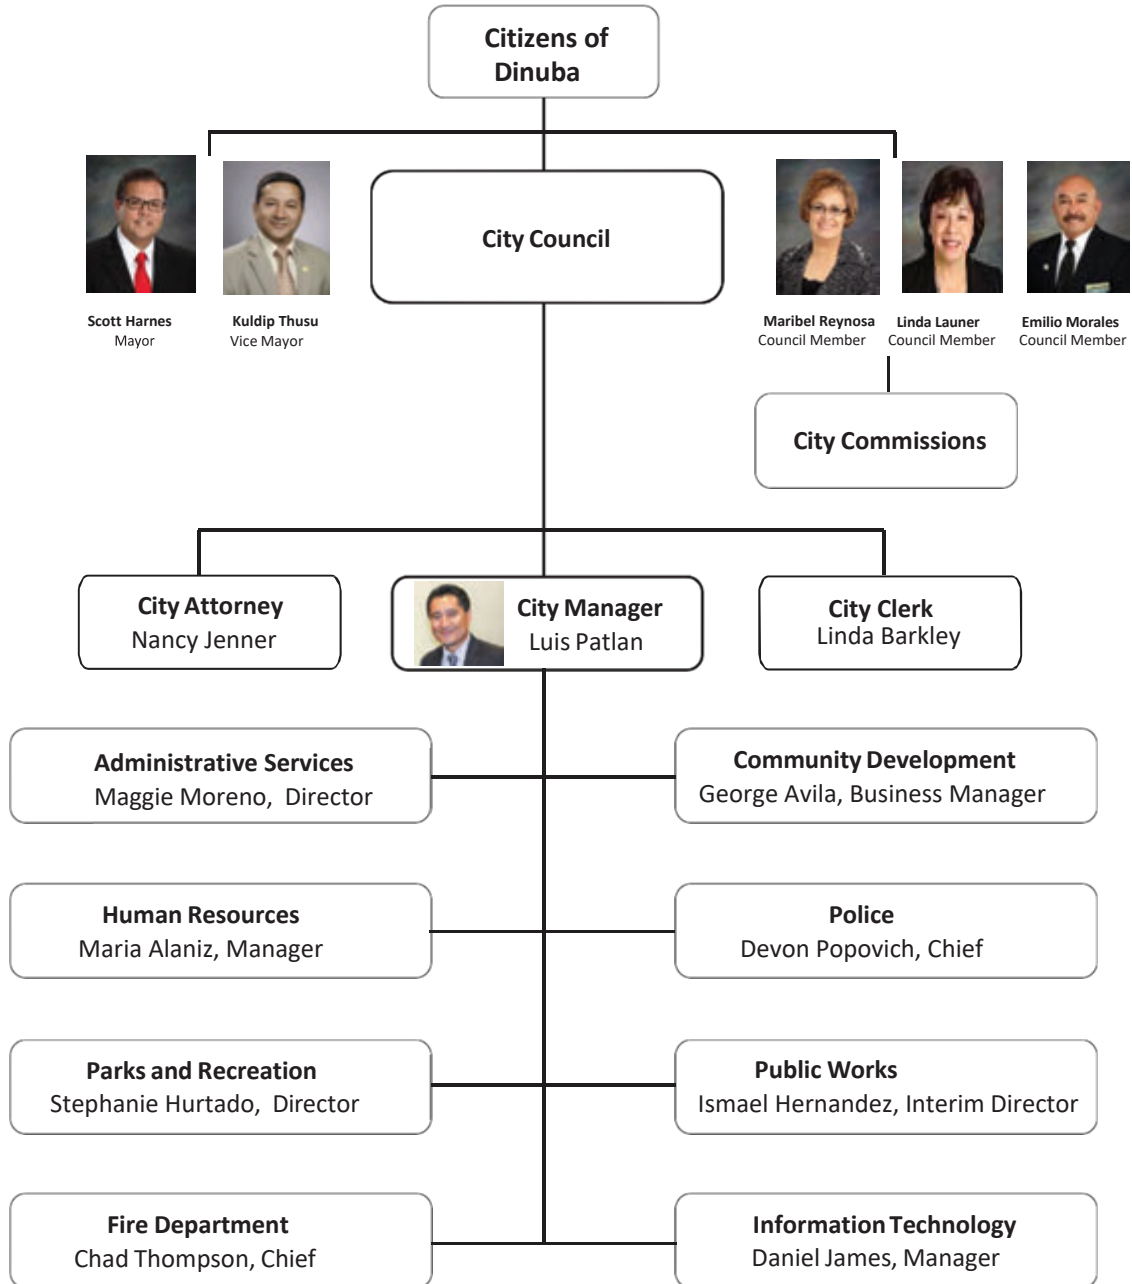 Citizens of
Dinuba
City Council
Scott Harnes
Mayor
Kuldip Thusu
Vice Mayor
Maribel Reynosa
Council Member
Linda Launer
Council Member
Emilio Morales
Council Member
City Commissions
City Attorney
Nancy Jenner
City Manager
Luis Patlan
City Clerk
Linda Barkley
Administrative Services
Maggie Moreno, Director
Community Development
George Avila, Business Manager
Human Resources
Maria Alaniz, Manager
Police
Devon Popovich, Chief
Parks and Recreation
Stephanie Hurtado, Director
Public Works
Ismael Hernandez, Interim Director
Fire Department
Chad Thompson, Chief
Information Technology
Daniel James, Manager